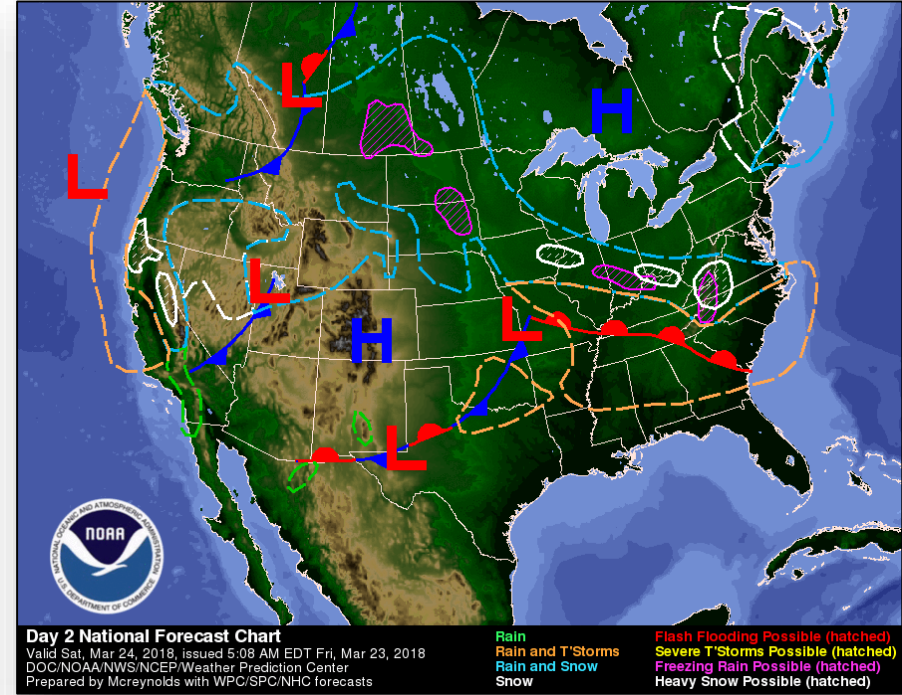 L
H
L
L
L
H
L
NATIONAL OCEANIC AND ATMOSPHERIC ADMINISTRATION
NOAA
U.S. DEPARTMENT OF COMMERCE
Day 2 National Forecast Chart
Valid Sat, Mar 24, 2018, issued 5:08 AM EDT Fri, Mar 23, 2018
DOC/NOAA/NWS/NCEP/Weather Prediction Center
Prepared by Mcreynolds with WPC/SPC/NHC forecasts
Rain
Rain and T'Storms
Rain and Snow
Snow
Flash Flooding Possible (hatched)
Severe T'Storms Possible (hatched)
Freezing Rain Possible (hatched)
Heavy Snow Possible (hatched)